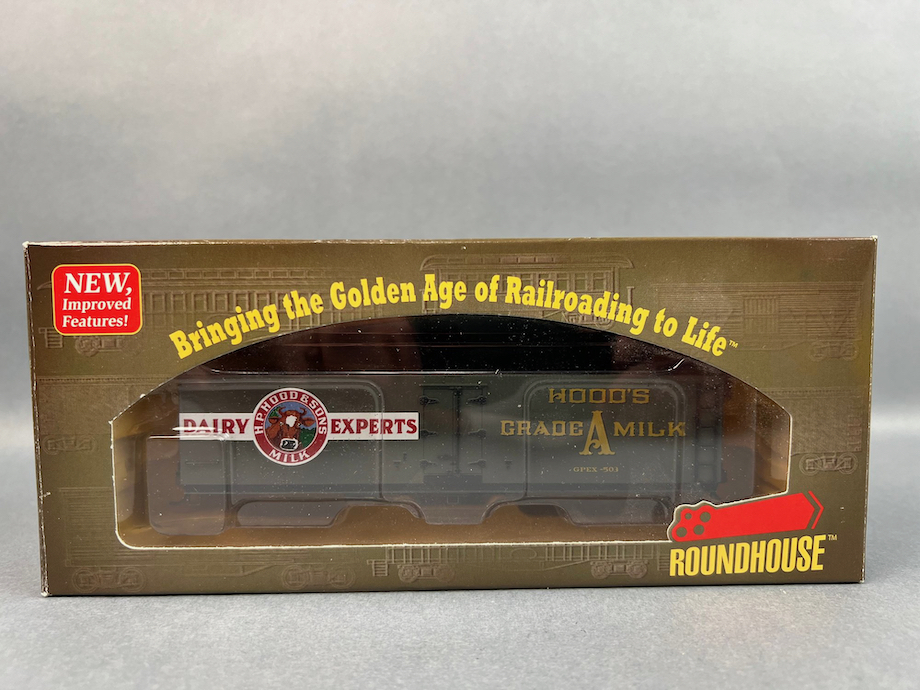 NEW,
Improved
Features!
Bringing the Golden Age of Railroading to Life™
DAIRY EXPERTS
H.P. HOOD & SONS
MILK
HOOD'S
GRADE A MILK
GPEX-503
ROUNDHOUSE™